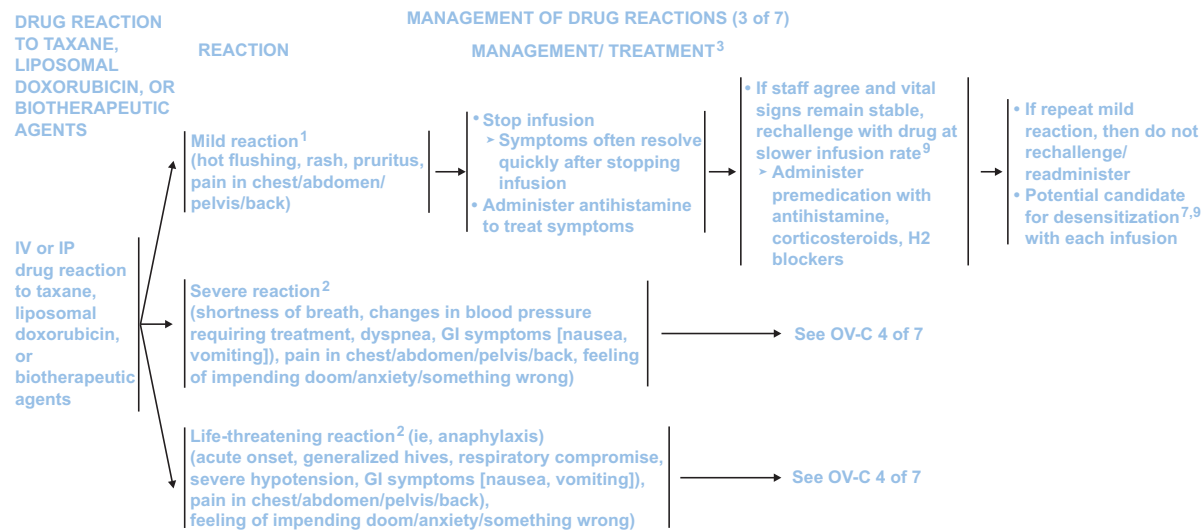 MANAGEMENT OF DRUG REACTIONS (3 of 7)
DRUG REACTION
TO TAXANE,
LIPOSOMAL
DOXORUBICIN, OR
BIOTHERAPEUTIC
AGENTS
REACTION
MANAGEMENT/ TREATMENT3
IV or IP
drug reaction
to taxane,
liposomal
doxorubicin,
or
biotherapeutic
agents
Mild reaction1
(hot flushing, rash, pruritus,
pain in chest/abdomen/
pelvis/back)
• Stop infusion
➢ Symptoms often resolve
quickly after stopping
infusion
• Administer antihistamine
to treat symptoms
• If staff agree and vital
signs remain stable,
rechallenge with drug at
slower infusion rate9
➢ Administer
premedication with
antihistamine,
corticosteroids, H2
blockers
• If repeat mild
reaction, then do not
rechallenge/
readminister
• Potential candidate
for desensitization7,9
with each infusion
Severe reaction2
(shortness of breath, changes in blood pressure
requiring treatment, dyspnea, GI symptoms [nausea,
vomiting]), pain in chest/abdomen/pelvis/back, feeling
of impending doom/anxiety/something wrong)
See OV-C 4 of 7
Life-threatening reaction2 (ie, anaphylaxis)
(acute onset, generalized hives, respiratory compromise,
severe hypotension, GI symptoms [nausea, vomiting]),
pain in chest/abdomen/pelvis/back),
feeling of impending doom/anxiety/something wrong)
See OV-C 4 of 7